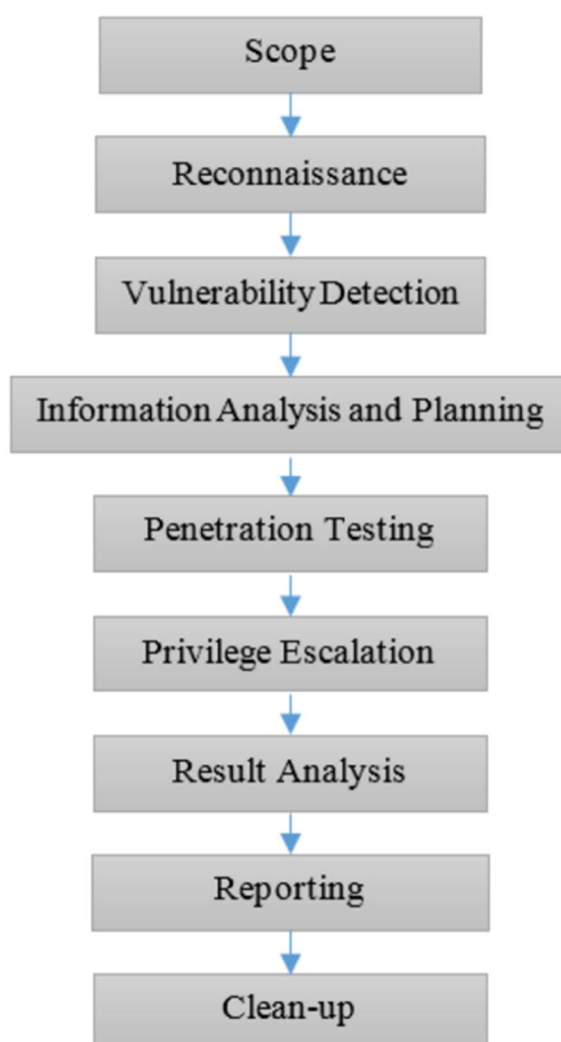 Scope
Reconnaissance
Vulnerability Detection
Information Analysis and Planning
Penetration Testing
Privilege Escalation
Result Analysis
Reporting
Clean-up